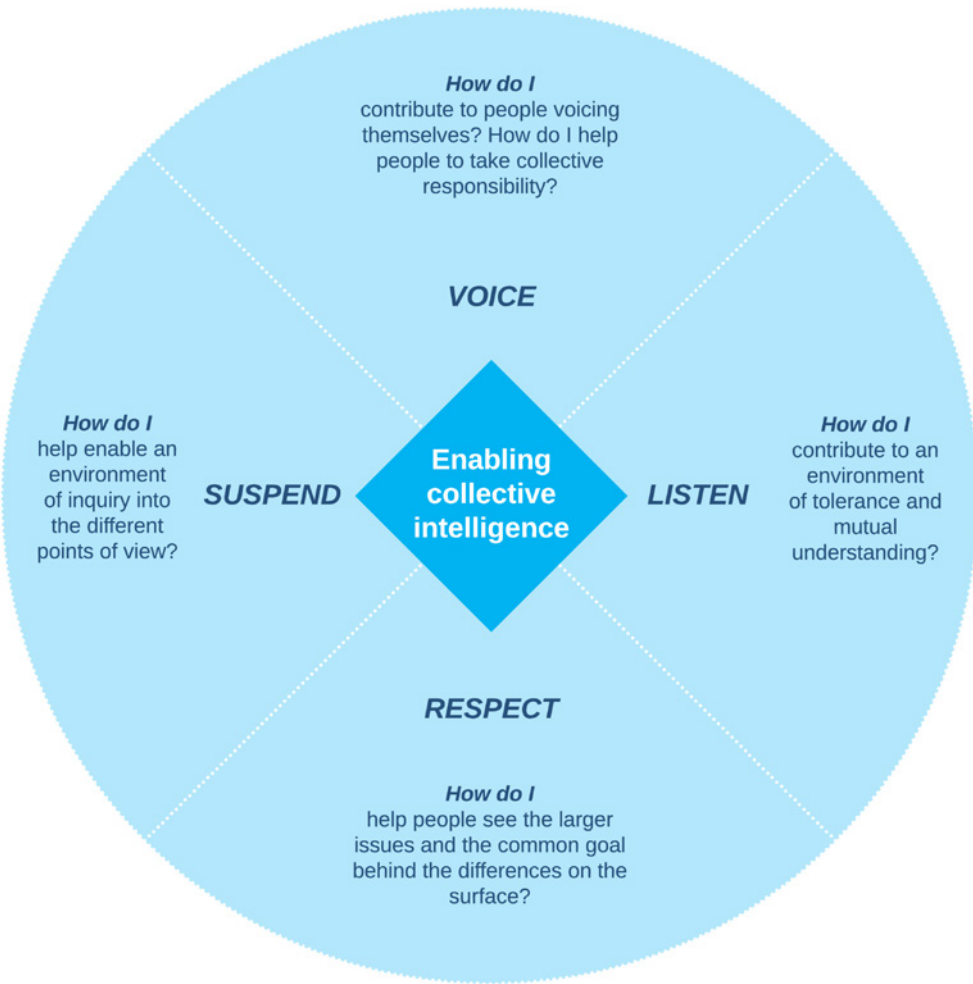 How do I
contribute to people voicing
themselves? How do I help
people to take collective
responsibility?
VOICE
How do I
help enable an
environment
of inquiry into
the different
points of view?
SUSPEND
Enabling
collective
intelligence
LISTEN
How do I
contribute to an
environment
of tolerance and
mutual
understanding?
RESPECT
How do I
help people see the larger
issues and the common goal
behind the differences on the
surface?